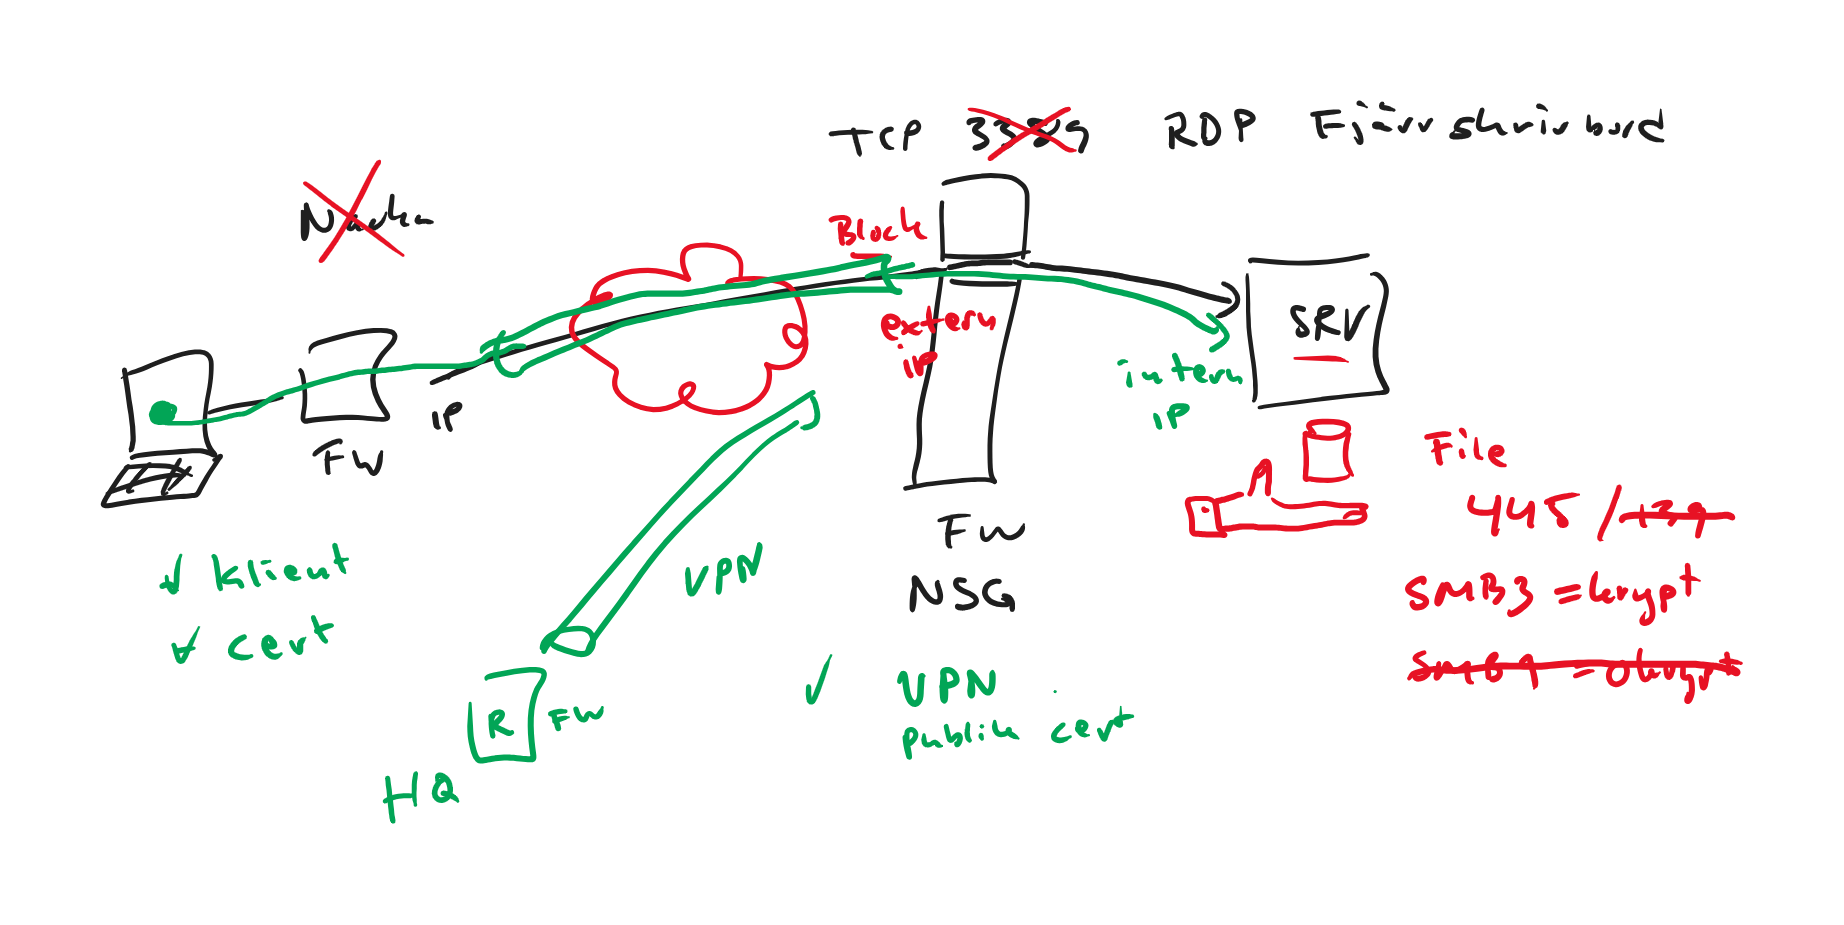 TCP 3389 RDP Fjärrskrivbord
Nacka
Block
extern
IP
SRV
intern
IP
IP
FW
File
445 / 139
FW
NSG
SMB3 = krypt
SMB1 = okrypt
VPN
✓ klient
✓ cert
✓ VPN
publik cert
R FW
HQ